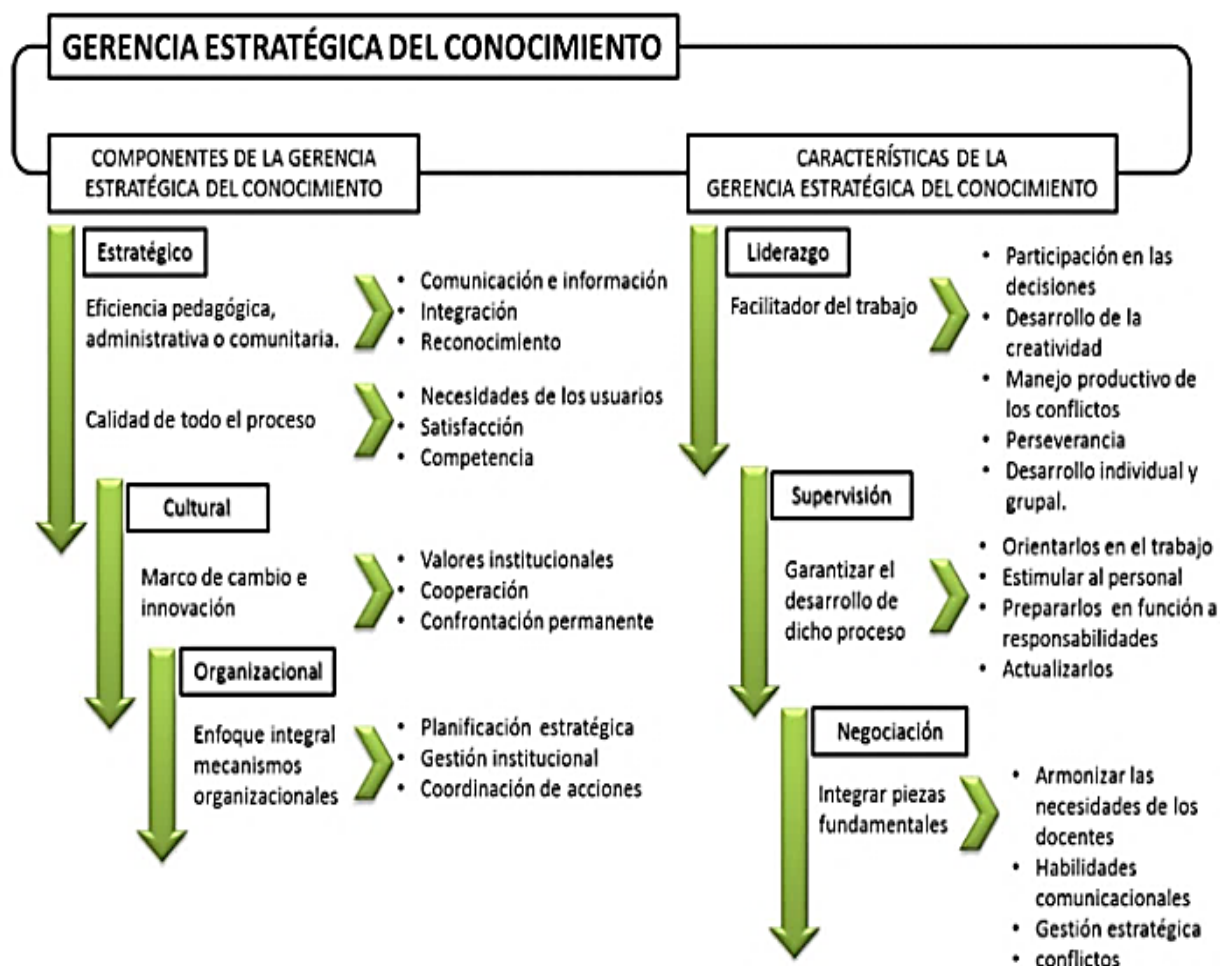 GERENCIA ESTRATÉGICA DEL CONOCIMIENTO
COMPONENTES DE LA GERENCIA
ESTRATÉGICA DEL CONOCIMIENTO
Estratégico
Eficiencia pedagógica,
administrativa o comunitaria.
• Comunicación e información
• Integración
• Reconocimiento
Calidad de todo el proceso
• Necesidades de los usuarios
• Satisfacción
• Competencia
Cultural
Marco de cambio e
innovación
• Valores institucionales
• Cooperación
• Confrontación permanente
Organizacional
Enfoque integral
mecanismos
organizacionales
• Planificación estratégica
• Gestión institucional
• Coordinación de acciones
CARACTERÍSTICAS DE LA
GERENCIA ESTRATÉGICA DEL CONOCIMIENTO
Liderazgo
Facilitador del trabajo
• Participación en las
decisiones
• Desarrollo de la
creatividad
• Manejo productivo de
los conflictos
• Perseverancia
• Desarrollo individual y
grupal.
Supervisión
Garantizar el
desarrollo de
dicho proceso
• Orientarlos en el trabajo
• Estimular al personal
• Prepararlos en función a
responsabilidades
• Actualizarlos
Negociación
Integrar piezas
fundamentales
• Armonizar las
necesidades de los
docentes
• Habilidades
comunicacionales
• Gestión estratégica
• conflictos